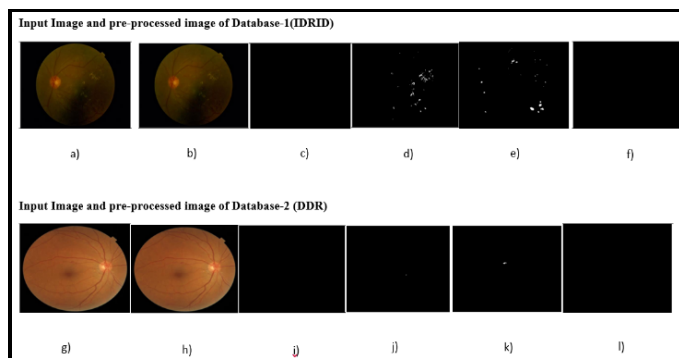 Input Image and pre-processed image of Database-1(IDRID)
a) b) c) d) e) f)
Input Image and pre-processed image of Database-2 (DDR)
g) h) i) j) k) l)